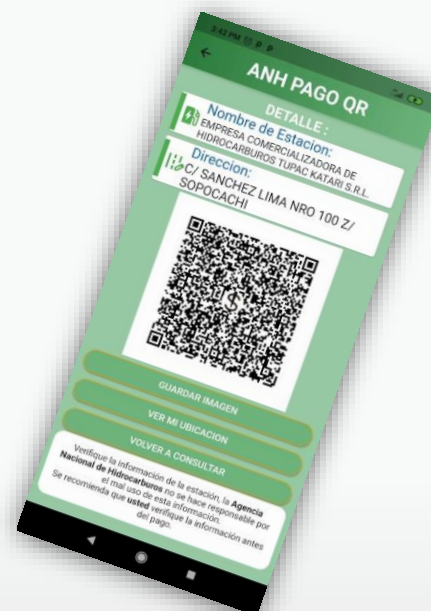 3:42 PM
ANH PAGO QR
DETALLE :
Nombre de Estacion:
EMPRESA COMERCIALIZADORA DE
HIDROCARBUROS TUPAC KATARI S.R.L.
Direccion:
C/ SANCHEZ LIMA NRO 100 Z/
SOPOCACHI
GUARDAR IMAGEN
VER MI UBICACION
VOLVER A CONSULTAR
Verifique la información de la estación, la Agencia
Nacional de Hidrocarburos no se hace responsable por
el mal uso de esta información.
Se recomienda que usted verifique la información antes
del pago.